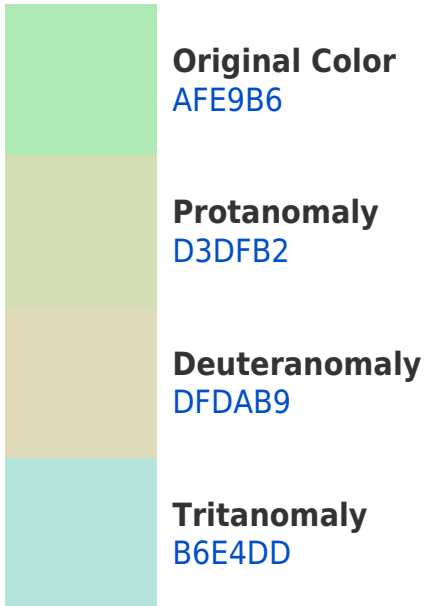 Original Color
AFE9B6
Protanomaly
D3DFB2
Deuteranomaly
DFDAB9
Tritanomaly
B6E4DD